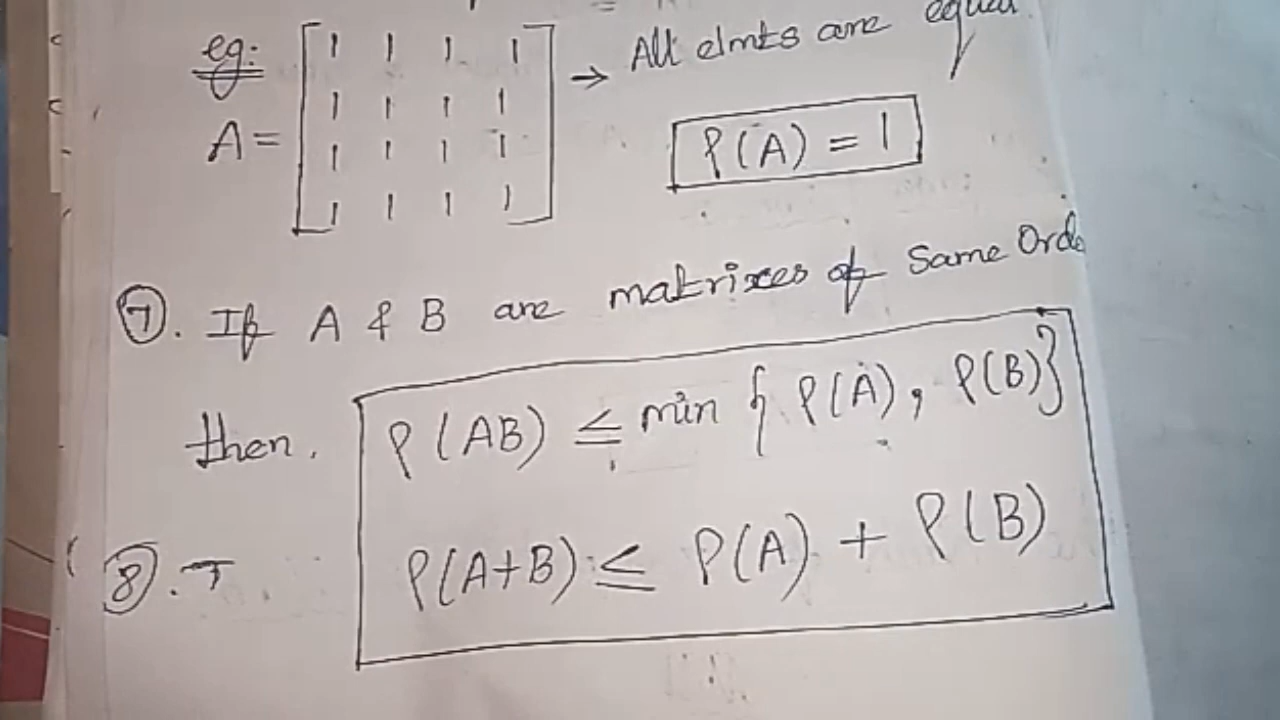 eg:
A = [1 1 1 1
1 1 1 1
1 1 1 1
1 1 1 1] → All elmts are equal
ρ(A) = 1
7. If A & B are matrixes of Same Orde
then, ρ(AB) ≤ min { ρ(A), ρ(B)}
8. ρ(A+B) ≤ ρ(A) + ρ(B)